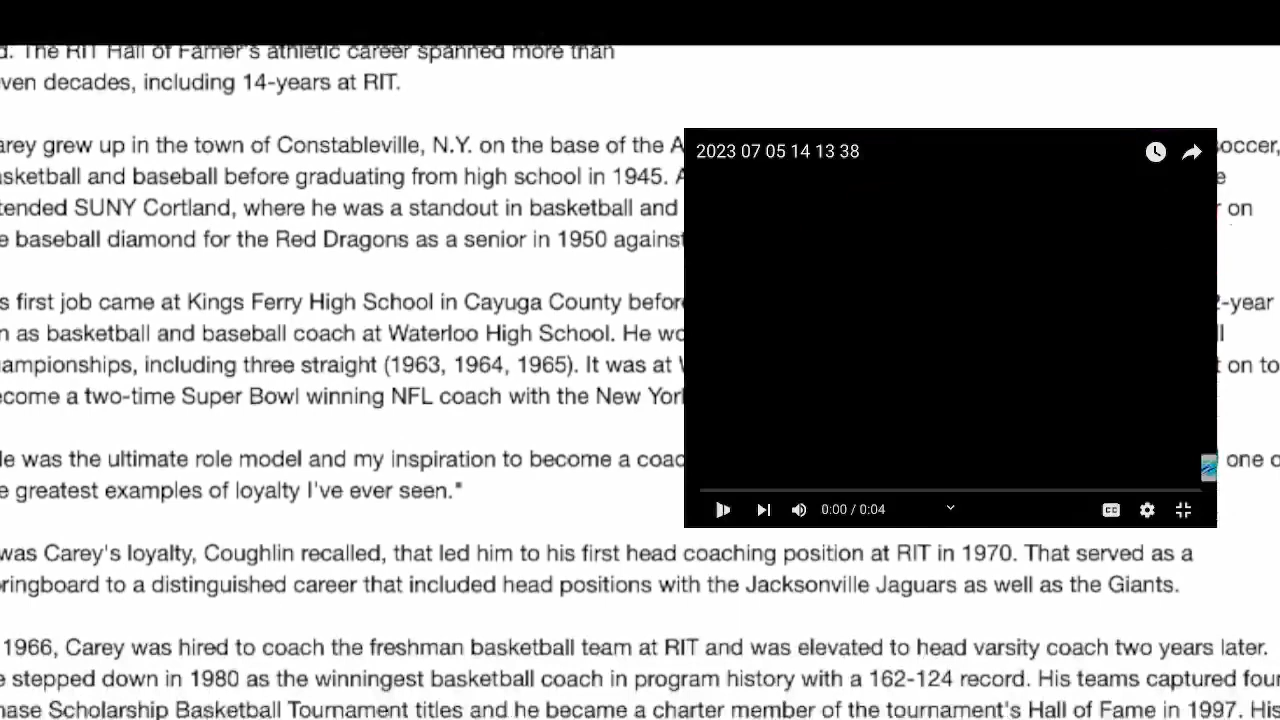 d. The RIT Hall of Famer's athletic career spanned more than
ven decades, including 14-years at RIT.
arey grew up in the town of Constableville, N.Y. on the base of the A
occer,
asketball and baseball before graduating from high school in 1945. A
e
tended SUNY Cortland, where he was a standout in basketball and
r on
e baseball diamond for the Red Dragons as a senior in 1950 against
s first job came at Kings Ferry High School in Cayuga County before
2-year
n as basketball and baseball coach at Waterloo High School. He wo
ll
ampionships, including three straight (1963, 1964, 1965). It was at W
t on to
ecome a two-time Super Bowl winning NFL coach with the New York
He was the ultimate role model and my inspiration to become a coac
one o
e greatest examples of loyalty I've ever seen."
2023 07 05 14 13 38
0:00 / 0:04
CC
was Carey's loyalty, Coughlin recalled, that led him to his first head coaching position at RIT in 1970. That served as a
pringboard to a distinguished career that included head positions with the Jacksonville Jaguars as well as the Giants.
1966, Carey was hired to coach the freshman basketball team at RIT and was elevated to head varsity coach two years later.
e stepped down in 1980 as the winningest basketball coach in program history with a 162-124 record. His teams captured four
hase Scholarship Basketball Tournament titles and he became a charter member of the tournament's Hall of Fame in 1997. His